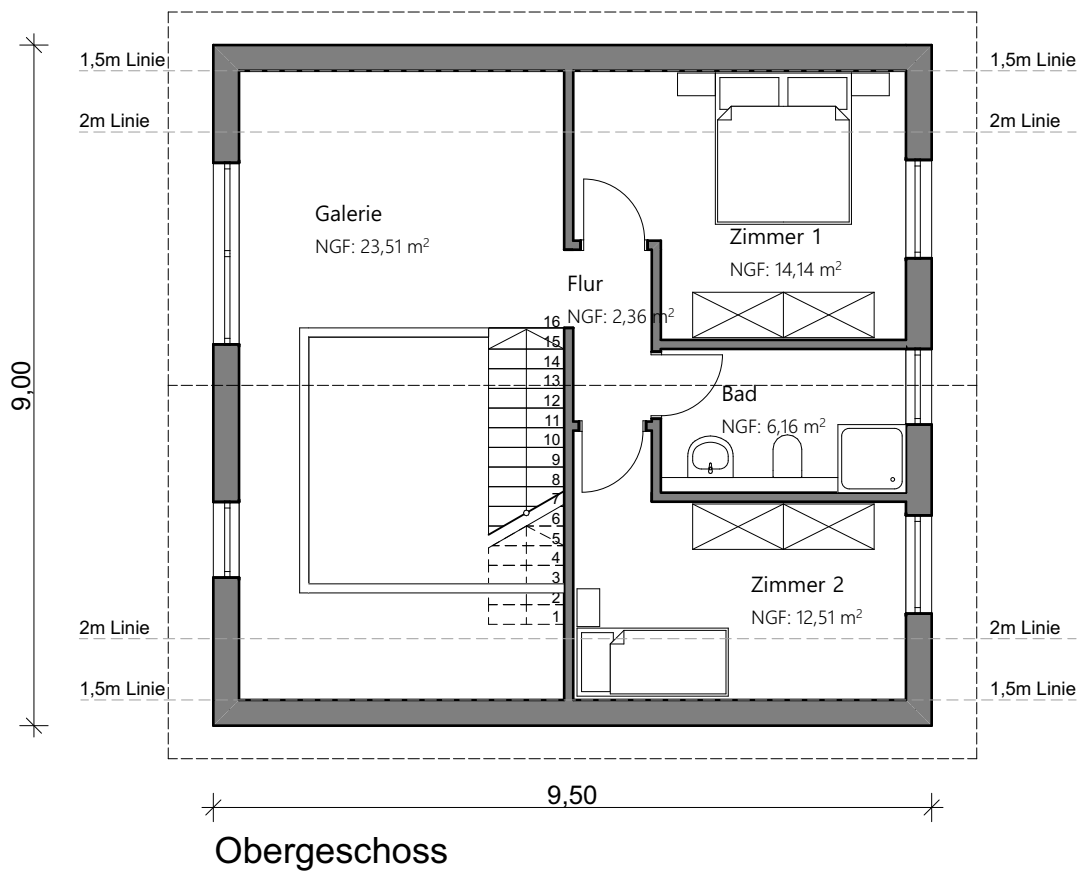 1,5m Linie
1,5m Linie
2m Linie
2m Linie
Galerie
NGF: 23,51 m²
Zimmer 1
NGF: 14,14 m²
Flur
NGF: 2,36 m²
16
15
14
13
12
11
10
9
8
7
6
5
4
3
2
1
9,00
Bad
NGF: 6,16 m²
Zimmer 2
NGF: 12,51 m²
2m Linie
2m Linie
1,5m Linie
1,5m Linie
9,50
Obergeschoss